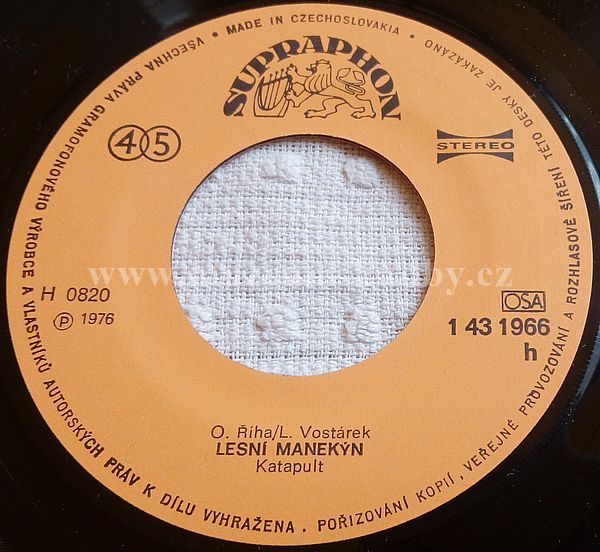 VŠECHNA PRÁVA GRAMOFONOVÉHO VÝROBCE A VLASTNÍKŮ AUTORSKÝCH PRÁV K DÍLU VYHRAŽENA. POŘIZOVÁNÍ KOPIÍ, VEŘEJNÉ PROVOZOVÁNÍ A ROZHLASOVÉ ŠÍŘENÍ TÉTO DESKY JE ZAKÁZÁNO
• MADE IN CZECHOSLOVAKIA •
SUPRAPHON
45
STEREO
H 0820
Ⓟ 1976
OSA
1 43 1966
h
O. Říha/L. Vostárek
LESNÍ MANEKÝN
Katapult